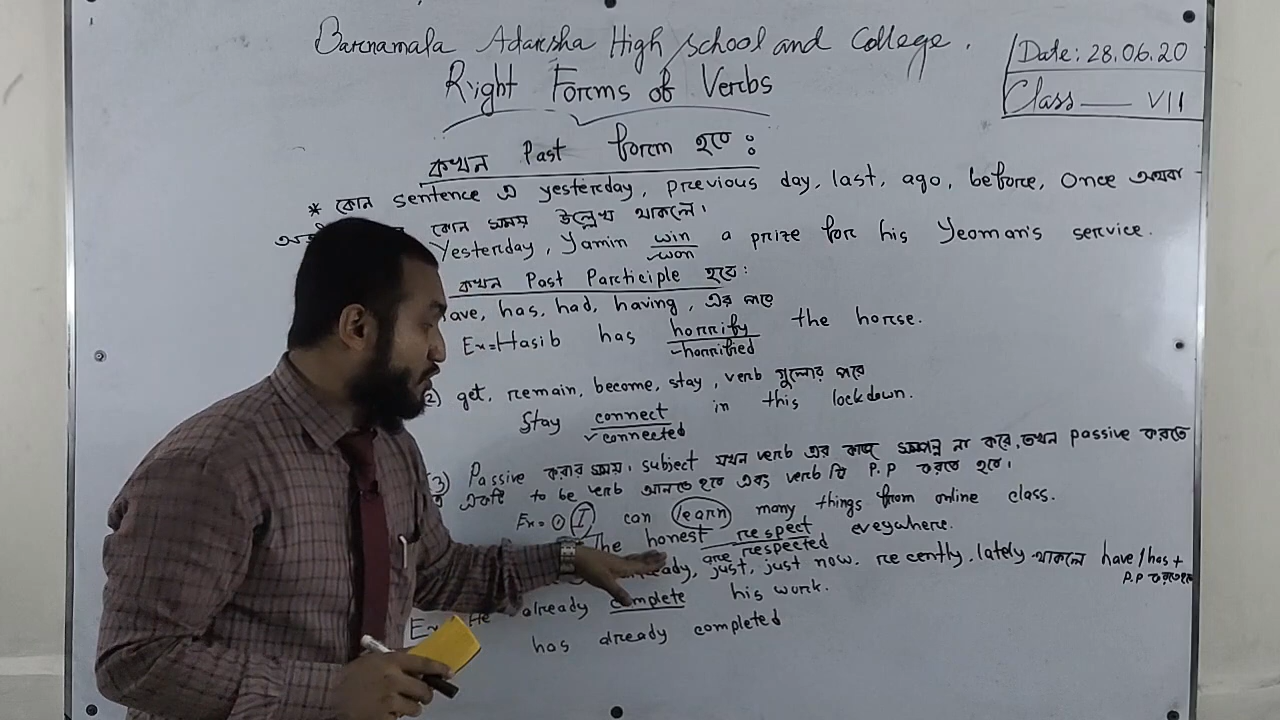 Barnamala Adarsha High School and College.
Date: 28.06.20
Class — VII
Right Forms of Verbs
কখন Past form হবে :
* কোন sentence এ yesterday, previous day, last, ago, before, once অথবা
কোন সময় উল্লেখ থাকলে।
Yesterday, Yamin win a prize for his Yeoman's service.
won
কখন Past Participle হবে:
have, has, had, having, এর পরে
Ex=Hasib has horrify the horse.
horrified
(2) get, remain, become, stay, verb গুলোর পরে
Stay connect in this lockdown.
connected
(3) Passive করার সময়। subject যখন verb এর কাজ সম্পন্ন না করে, তখন passive করতে
একটি to be verb আনতে হবে এবং verb টি P.P করতে হবে।
Ex= ① I can learn many things from online class.
The honest respect eveywhere.
are respected
just, just now. recently, lately থাকলে have/has +
P.P করতে হবে
Ex He already complete his work.
has already completed